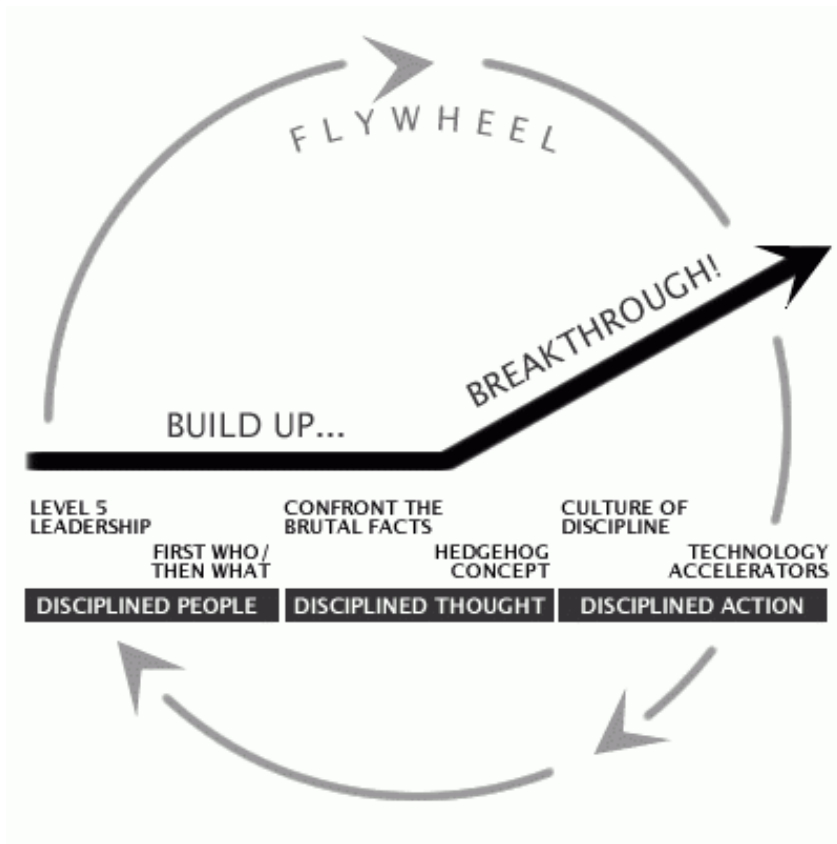 FLYWHEEL
BREAKTHROUGH!
BUILD UP...
LEVEL 5
LEADERSHIP
FIRST WHO/
THEN WHAT
DISCIPLINED PEOPLE
CONFRONT THE
BRUTAL FACTS
HEDGEHOG
CONCEPT
DISCIPLINED THOUGHT
CULTURE OF
DISCIPLINE
TECHNOLOGY
ACCELERATORS
DISCIPLINED ACTION